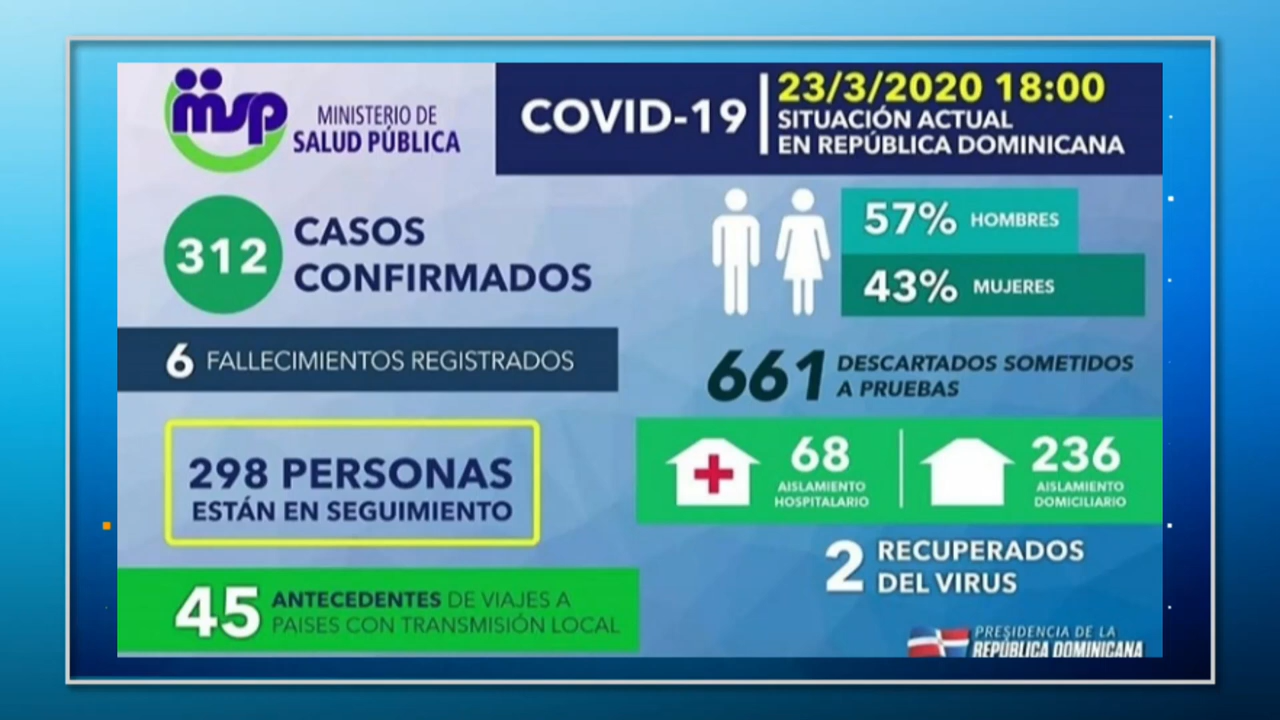 msp
MINISTERIO DE
SALUD PÚBLICA
COVID-19
23/3/2020 18:00
SITUACIÓN ACTUAL
EN REPÚBLICA DOMINICANA
312
CASOS
CONFIRMADOS
57% HOMBRES
43% MUJERES
6 FALLECIMIENTOS REGISTRADOS
661 DESCARTADOS SOMETIDOS
A PRUEBAS
298 PERSONAS
ESTÁN EN SEGUIMIENTO
68
AISLAMIENTO
HOSPITALARIO
236
AISLAMIENTO
DOMICILIARIO
2 RECUPERADOS
DEL VIRUS
45 ANTECEDENTES DE VIAJES A
PAISES CON TRANSMISIÓN LOCAL
PRESIDENCIA DE LA
REPÚBLICA DOMINICANA